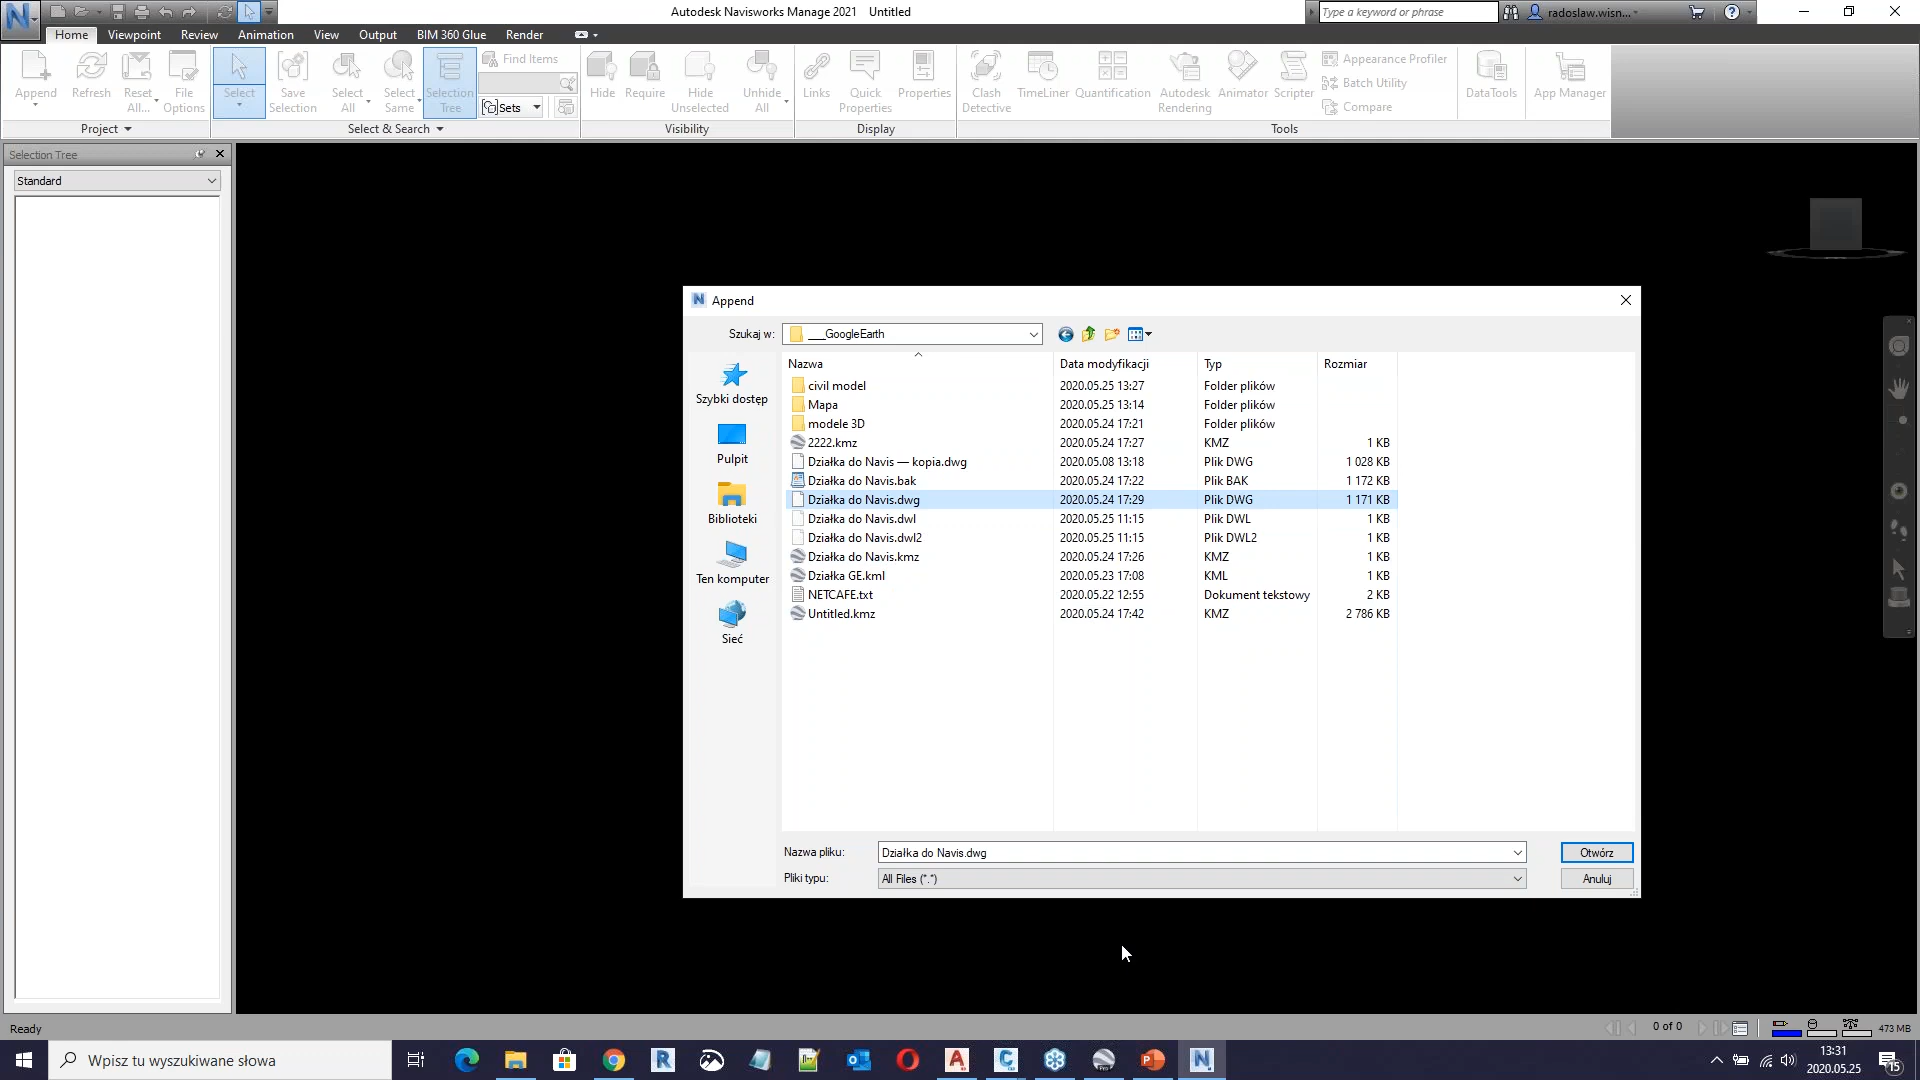 Autodesk Navisworks Manage 2021 Untitled
Type a keyword or phrase
radoslaw.wisn...
Home Viewpoint Review Animation View Output BIM 360 Glue Render
Append
Refresh
Reset
All...
File
Options
Project
Select
Save
Selection
Select
All
Select
Same
Selection
Tree
Find Items
Sets
Select & Search
Hide
Require
Hide
Unselected
Unhide
All
Visibility
Links
Quick
Properties
Properties
Display
Clash
Detective
TimeLiner
Quantification
Autodesk
Rendering
Animator
Scripter
Appearance Profiler
Batch Utility
Compare
Tools
DataTools
App Manager
Selection Tree
Standard
Append
Szukaj w: ___GoogleEarth
Szybki dostęp
Pulpit
Biblioteki
Ten komputer
Sieć
Nazwa Data modyfikacji Typ Rozmiar
civil model 2020.05.25 13:27 Folder plików
Mapa 2020.05.25 13:14 Folder plików
modele 3D 2020.05.24 17:21 Folder plików
2222.kmz 2020.05.24 17:27 KMZ 1 KB
Działka do Navis — kopia.dwg 2020.05.08 13:18 Plik DWG 1 028 KB
Działka do Navis.bak 2020.05.24 17:22 Plik BAK 1 172 KB
Działka do Navis.dwg 2020.05.24 17:29 Plik DWG 1 171 KB
Działka do Navis.dwl 2020.05.25 11:15 Plik DWL 1 KB
Działka do Navis.dwl2 2020.05.25 11:15 Plik DWL2 1 KB
Działka do Navis.kmz 2020.05.24 17:26 KMZ 1 KB
Działka GE.kml 2020.05.23 17:08 KML 1 KB
NETCAFE.txt 2020.05.22 12:55 Dokument tekstowy 2 KB
Untitled.kmz 2020.05.24 17:42 KMZ 2 786 KB
Nazwa pliku: Działka do Navis.dwg Otwórz
Pliki typu: All Files (*.*) Anuluj
Ready
0 of 0
473 MB
Wpisz tu wyszukiwane słowa
13:31
2020.05.25
15